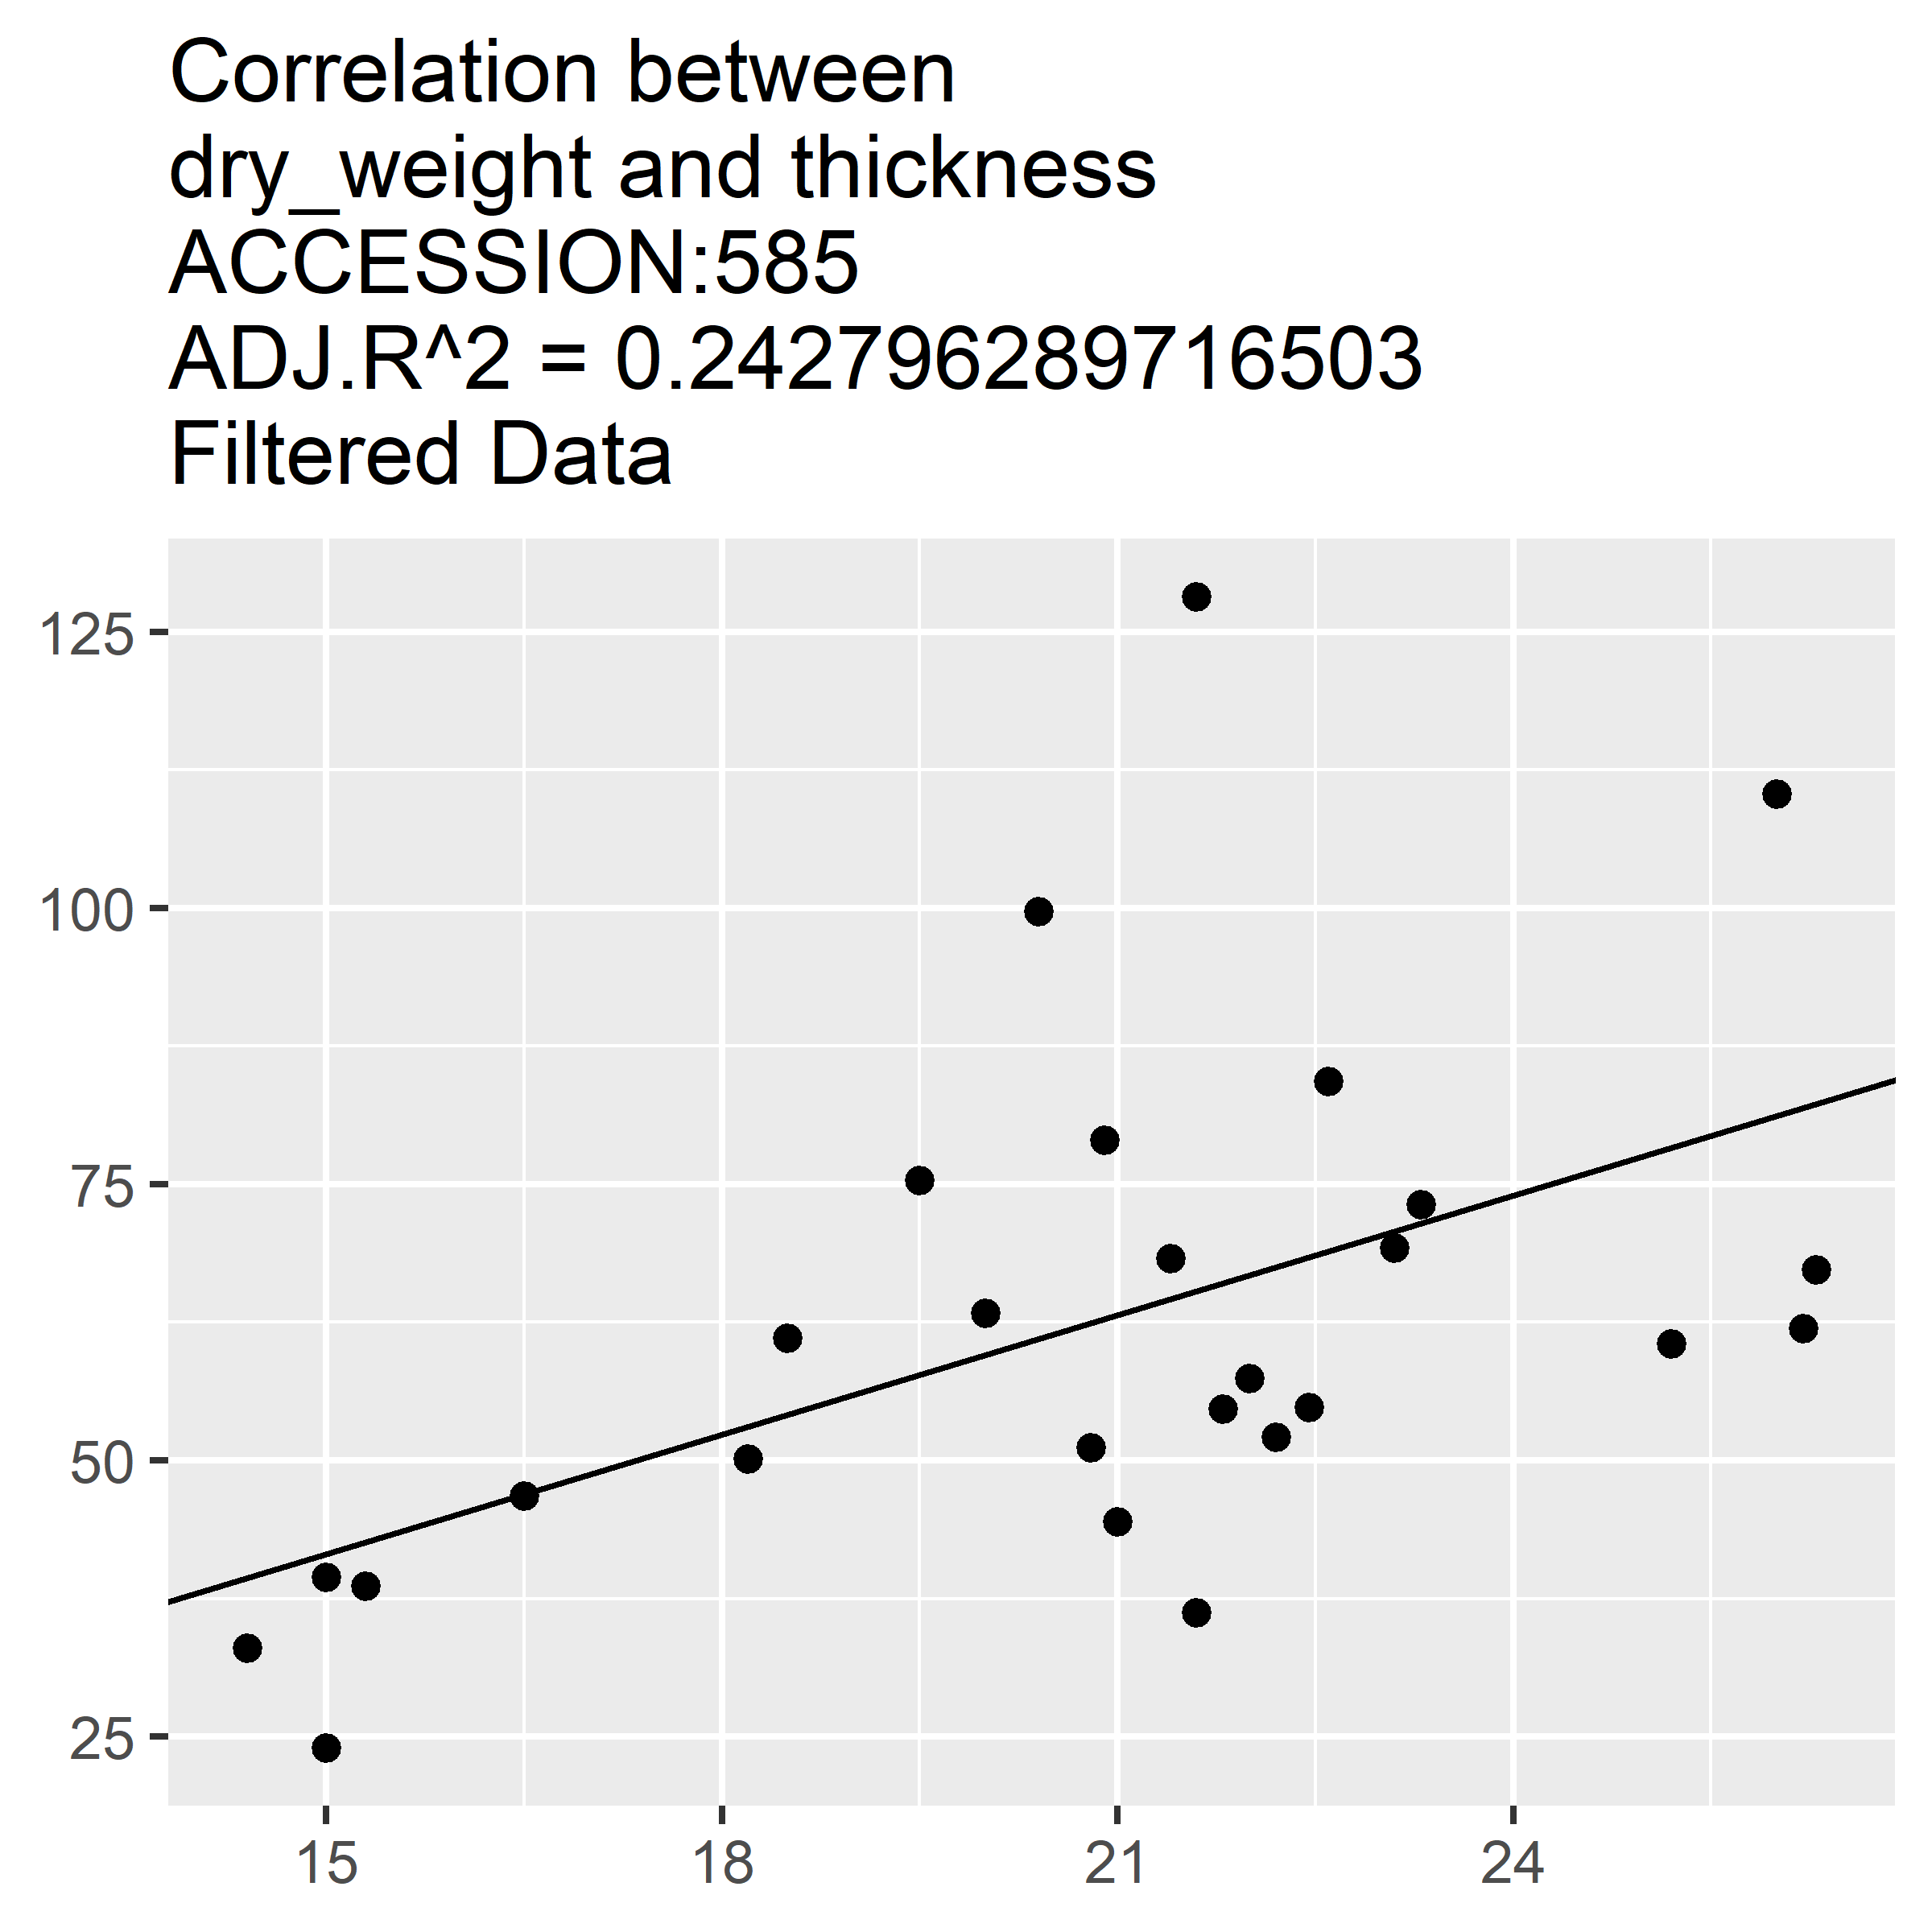 Correlation between
dry_weight and thickness
ACCESSION:585
ADJ.R^2 = 0.242796289716503
Filtered Data
125
100
75
50
25
15 18 21 24